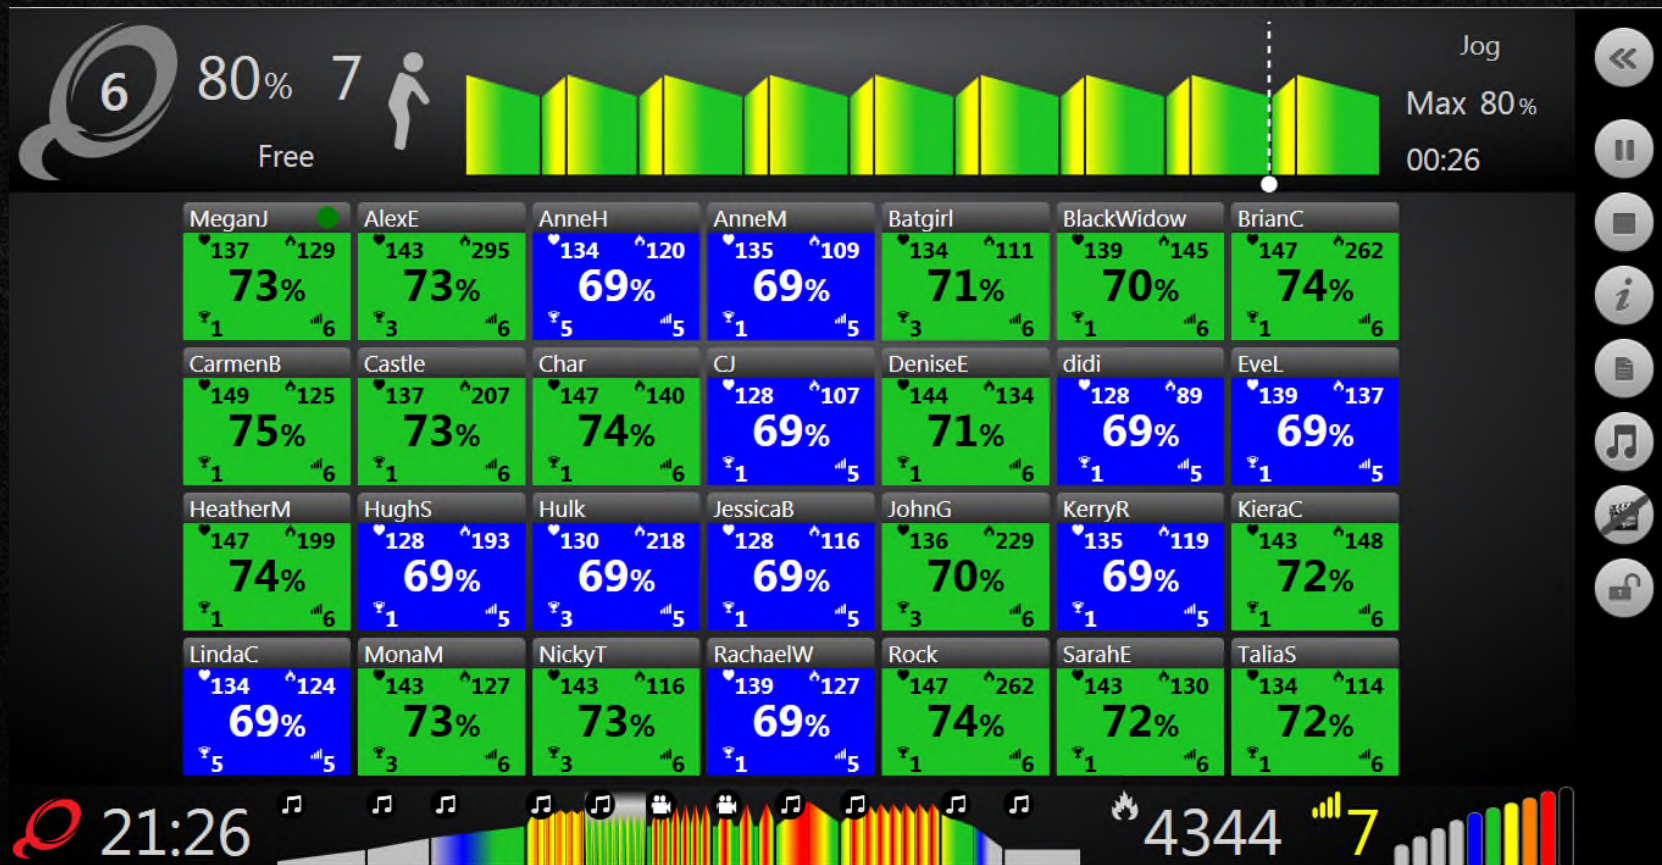 6 80% 7
Free
Jog
Max 80%
00:26
MeganJ AlexE AnneH AnneM Batgirl BlackWidow BrianC
137 129 143 295 134 120 135 109 134 111 139 145 147 262
73% 73% 69% 69% 71% 70% 74%
1 6 3 6 5 5 1 5 3 6 1 6 1 6
CarmenB Castle Char CJ DeniseE didi EveL
149 125 137 207 147 140 128 107 144 134 128 89 139 137
75% 73% 74% 69% 71% 69% 69%
1 6 1 6 1 6 1 5 1 6 1 5 1 5
HeatherM HughS Hulk JessicaB JohnG KerryR KieraC
147 199 128 193 130 218 128 116 136 229 135 119 143 148
74% 69% 69% 69% 70% 69% 72%
1 6 1 5 3 5 1 5 3 6 1 5 1 6
LindaC MonaM NickyT RachaelW Rock SarahE TaliaS
134 124 143 127 143 116 139 127 147 262 143 130 134 114
69% 73% 73% 69% 74% 72% 72%
5 5 3 6 3 6 1 5 1 6 1 6 1 6
21:26 4344 7